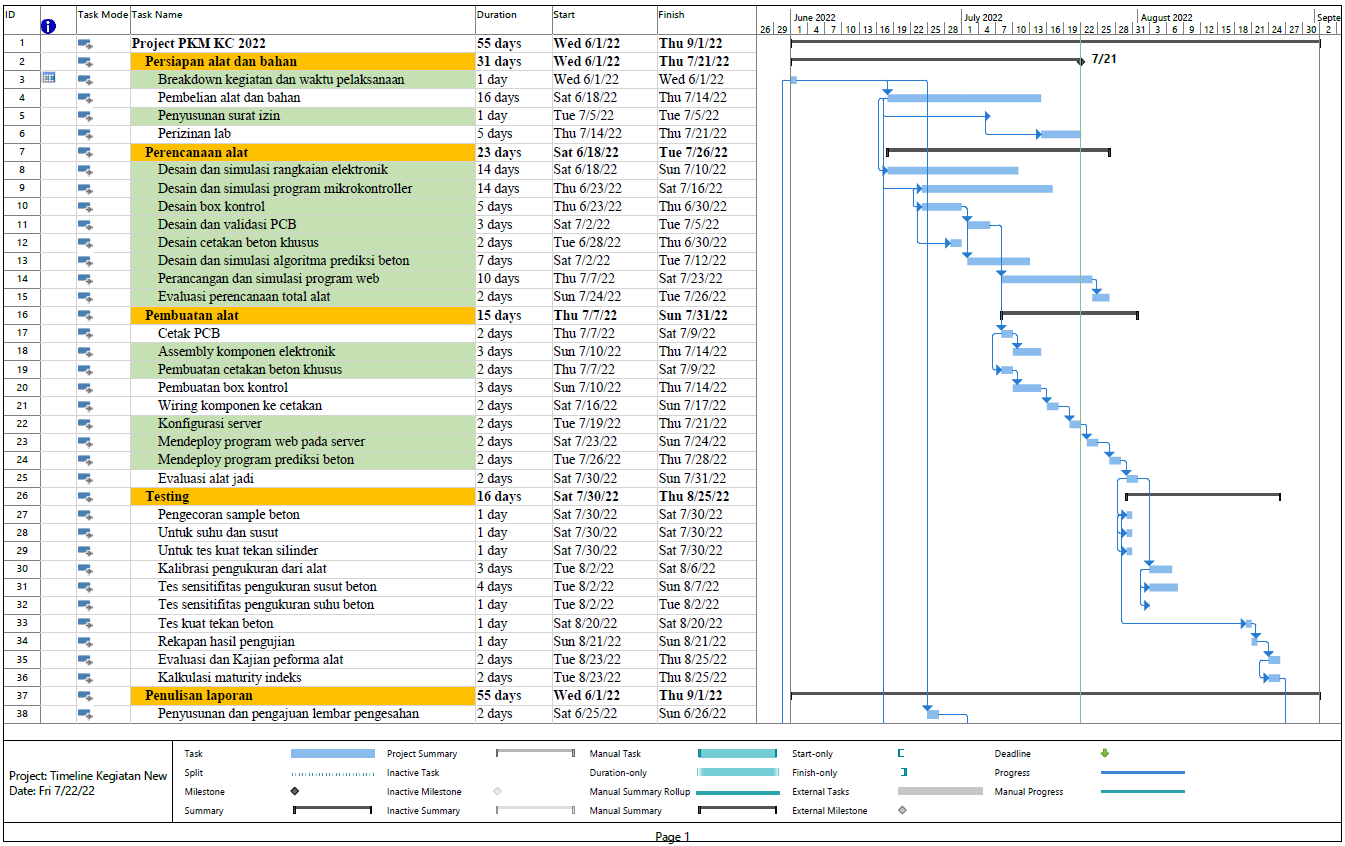 ID Task Mode Task Name Duration Start Finish
June 2022 July 2022 August 2022 Septe
26 29 1 4 7 10 13 16 19 22 25 28 1 4 7 10 13 16 19 22 25 28 31 3 6 9 12 15 18 21 24 27 30 2
1 Project PKM KC 2022 55 days Wed 6/1/22 Thu 9/1/22
2 Persiapan alat dan bahan 31 days Wed 6/1/22 Thu 7/21/22 7/21
3 Breakdown kegiatan dan waktu pelaksanaan 1 day Wed 6/1/22 Wed 6/1/22
4 Pembelian alat dan bahan 16 days Sat 6/18/22 Thu 7/14/22
5 Penyusunan surat izin 1 day Tue 7/5/22 Tue 7/5/22
6 Perizinan lab 5 days Thu 7/14/22 Thu 7/21/22
7 Perencanaan alat 23 days Sat 6/18/22 Tue 7/26/22
8 Desain dan simulasi rangkaian elektronik 14 days Sat 6/18/22 Sun 7/10/22
9 Desain dan simulasi program mikrokontroller 14 days Thu 6/23/22 Sat 7/16/22
10 Desain box kontrol 5 days Thu 6/23/22 Thu 6/30/22
11 Desain dan validasi PCB 3 days Sat 7/2/22 Tue 7/5/22
12 Desain cetakan beton khusus 2 days Tue 6/28/22 Thu 6/30/22
13 Desain dan simulasi algoritma prediksi beton 7 days Sat 7/2/22 Tue 7/12/22
14 Perancangan dan simulasi program web 10 days Thu 7/7/22 Sat 7/23/22
15 Evaluasi perencanaan total alat 2 days Sun 7/24/22 Tue 7/26/22
16 Pembuatan alat 15 days Thu 7/7/22 Sun 7/31/22
17 Cetak PCB 2 days Thu 7/7/22 Sat 7/9/22
18 Assembly komponen elektronik 3 days Sun 7/10/22 Thu 7/14/22
19 Pembuatan cetakan beton khusus 2 days Thu 7/7/22 Sat 7/9/22
20 Pembuatan box kontrol 3 days Sun 7/10/22 Thu 7/14/22
21 Wiring komponen ke cetakan 2 days Sat 7/16/22 Sun 7/17/22
22 Konfigurasi server 2 days Tue 7/19/22 Thu 7/21/22
23 Mendeploy program web pada server 2 days Sat 7/23/22 Sun 7/24/22
24 Mendeploy program prediksi beton 2 days Tue 7/26/22 Thu 7/28/22
25 Evaluasi alat jadi 2 days Sat 7/30/22 Sun 7/31/22
26 Testing 16 days Sat 7/30/22 Thu 8/25/22
27 Pengecoran sample beton 1 day Sat 7/30/22 Sat 7/30/22
28 Untuk suhu dan susut 1 day Sat 7/30/22 Sat 7/30/22
29 Untuk tes kuat tekan silinder 1 day Sat 7/30/22 Sat 7/30/22
30 Kalibrasi pengukuran dari alat 3 days Tue 8/2/22 Sat 8/6/22
31 Tes sensitifitas pengukuran susut beton 4 days Tue 8/2/22 Sun 8/7/22
32 Tes sensitifitas pengukuran suhu beton 1 day Tue 8/2/22 Tue 8/2/22
33 Tes kuat tekan beton 1 day Sat 8/20/22 Sat 8/20/22
34 Rekapan hasil pengujian 1 day Sun 8/21/22 Sun 8/21/22
35 Evaluasi dan Kajian peforma alat 2 days Tue 8/23/22 Thu 8/25/22
36 Kalkulasi maturity indeks 2 days Tue 8/23/22 Thu 8/25/22
37 Penulisan laporan 55 days Wed 6/1/22 Thu 9/1/22
38 Penyusunan dan pengajuan lembar pengesahan 2 days Sat 6/25/22 Sun 6/26/22
Project: Timeline Kegiatan New
Date: Fri 7/22/22
Task Project Summary Manual Task Start-only Deadline
Split Inactive Task Duration-only Finish-only Progress
Milestone Inactive Milestone Manual Summary Rollup External Tasks Manual Progress
Summary Inactive Summary Manual Summary External Milestone
Page 1